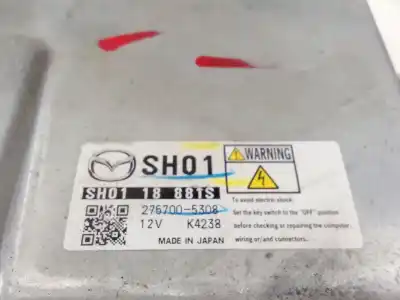 SH01
WARNING
SH01 18 881S
275700-5308
12V K4238
MADE IN JAPAN
To avoid electric shock.
Set the key switch to the "OFF" position
before checking or repairing the computer
wiring or/and connectors.